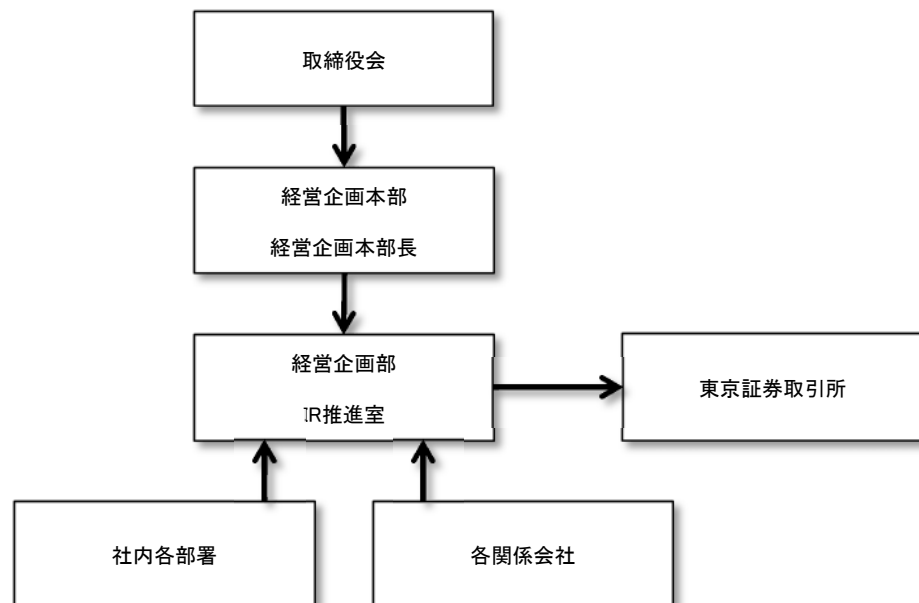 取締役会
経営企画本部
経営企画本部長
経営企画部
IR推進室
東京証券取引所
社内各部署
各関係会社